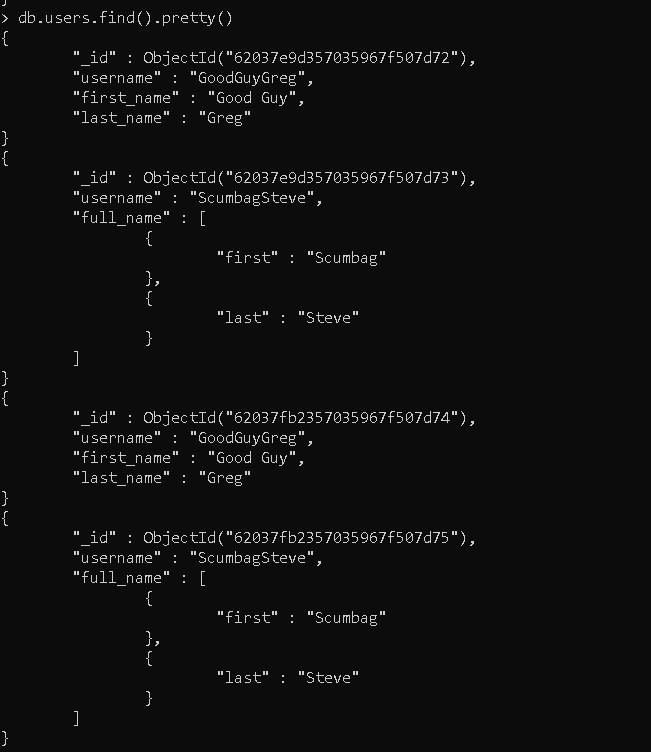 }
> db.users.find().pretty()
{
"_id" : ObjectId("62037e9d357035967f507d72"),
"username" : "GoodGuyGreg",
"first_name" : "Good Guy",
"last_name" : "Greg"
}
{
"_id" : ObjectId("62037e9d357035967f507d73"),
"username" : "ScumbagSteve",
"full_name" : [
{
"first" : "Scumbag"
},
{
"last" : "Steve"
}
]
}
{
"_id" : ObjectId("62037fb2357035967f507d74"),
"username" : "GoodGuyGreg",
"first_name" : "Good Guy",
"last_name" : "Greg"
}
{
"_id" : ObjectId("62037fb2357035967f507d75"),
"username" : "ScumbagSteve",
"full_name" : [
{
"first" : "Scumbag"
},
{
"last" : "Steve"
}
]
}